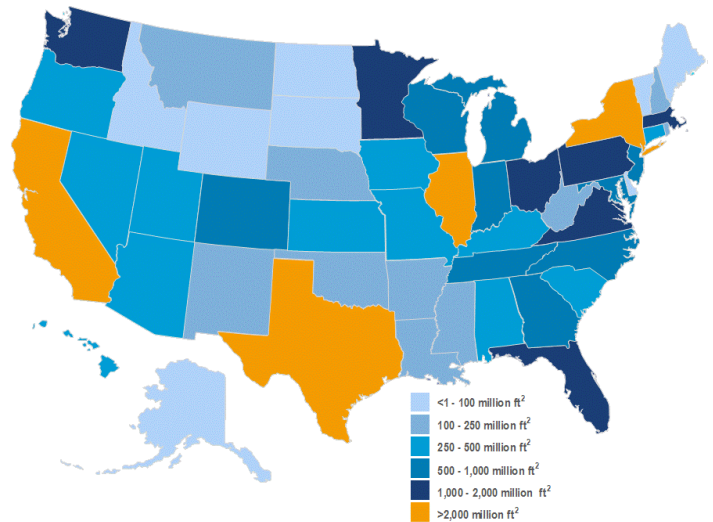 <1 - 100 million ft²
100 - 250 million ft²
250 - 500 million ft²
500 - 1,000 million ft²
1,000 - 2,000 million ft²
>2,000 million ft²